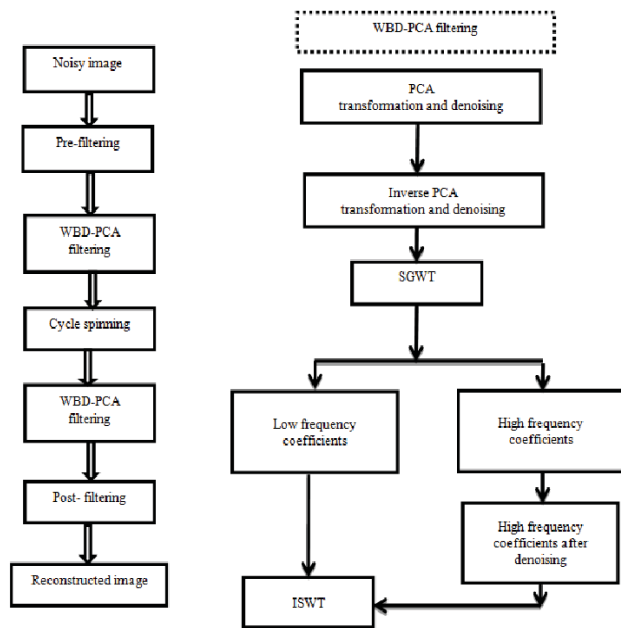 Noisy image
Pre-filtering
WBD-PCA
filtering
Cycle spinning
WBD-PCA
filtering
Post- filtering
Reconstructed image
WBD-PCA filtering
PCA
transformation and denoising
Inverse PCA
transformation and denoising
SGWT
Low frequency
coefficients
High frequency
coefficients
High frequency
coefficients after
denoising
ISWT